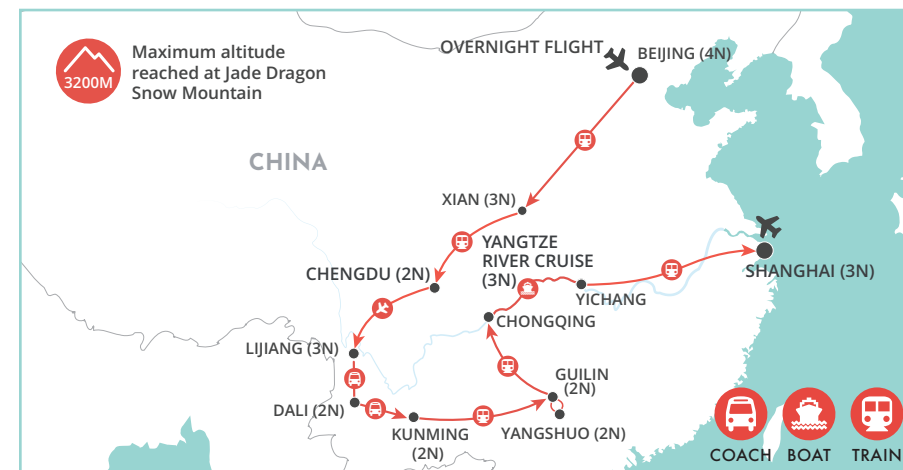 Maximum altitude
reached at Jade Dragon
Snow Mountain
3200M
OVERNIGHT FLIGHT
BEIJING (4N)
CHINA
XIAN (3N)
YANGTZE
RIVER CRUISE
(3N)
CHENGDU (2N)
SHANGHAI (3N)
YICHANG
CHONGQING
LIJIANG (3N)
GUILIN
(2N)
DALI (2N)
KUNMING
(2N)
YANGSHUO (2N)
COACH
BOAT
TRAIN